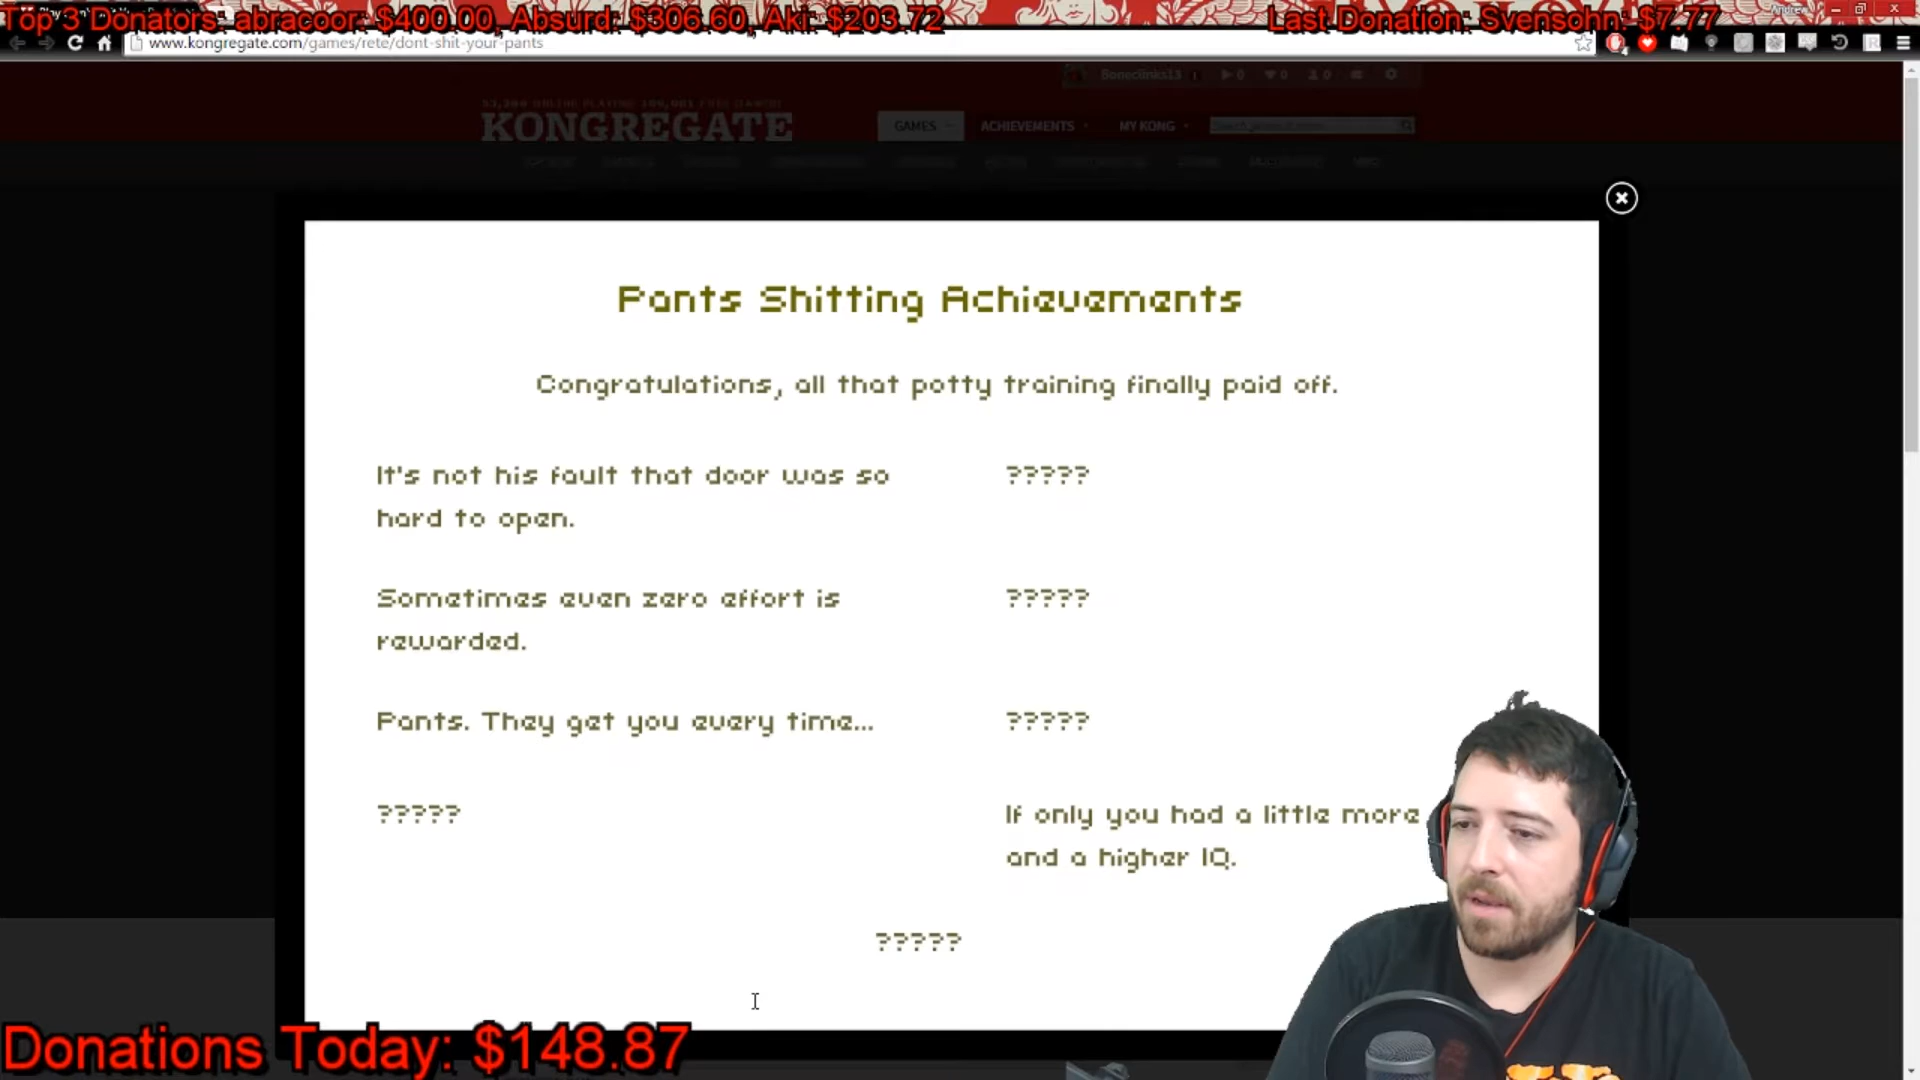 Top 3 Donators: abracoor: $400.00, Absurd: $306.60, Aki: $203.72
Last Donation: Svensohn: $7.77
www.kongregate.com/games/rete/dont-shit-your-pants
KONGREGATE
GAMES
ACHIEVEMENTS
MY KONG
Pants Shitting Achievements
Congratulations, all that potty training finally paid off.
It's not his fault that door was so
hard to open.
?????
Sometimes even zero effort is
rewarded.
?????
Pants. They get you every time...
?????
?????
If only you had a little more
and a higher IQ.
?????
Donations Today: $148.87